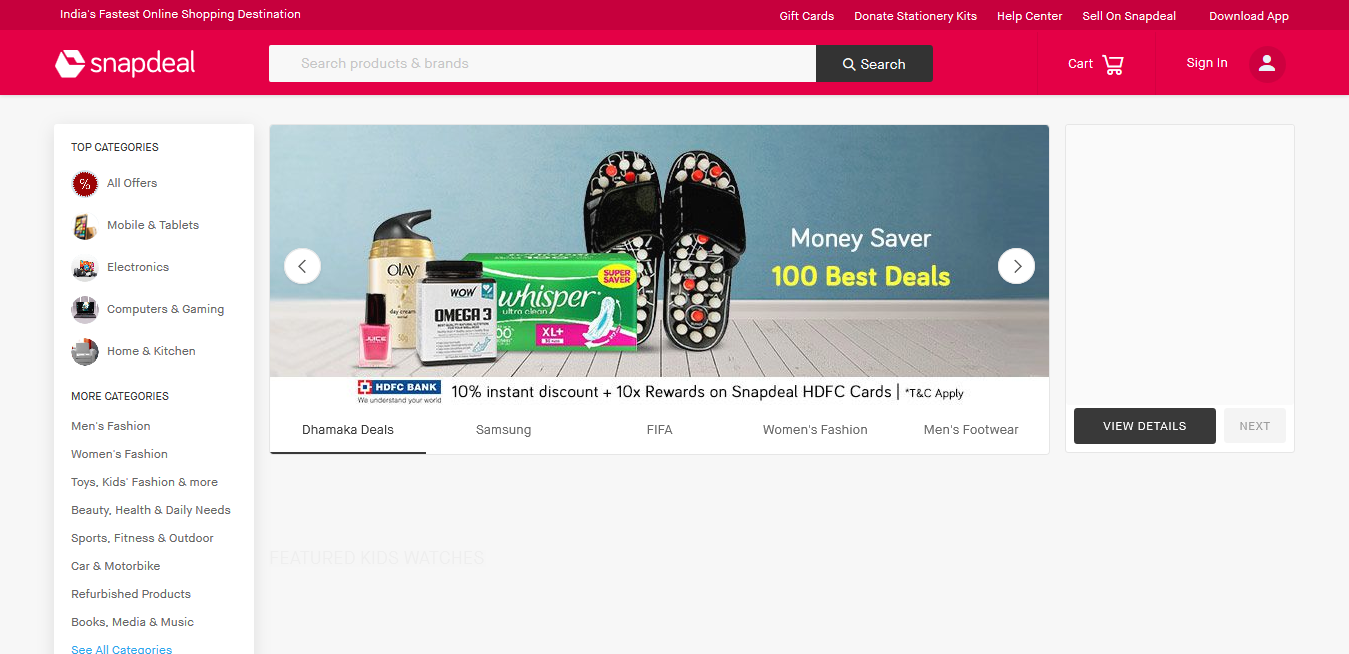 India's Fastest Online Shopping Destination
Gift Cards
Donate Stationery Kits
Help Center
Sell On Snapdeal
Download App
snapdeal
Search products & brands
Search
Cart
Sign In
TOP CATEGORIES
All Offers
Mobile & Tablets
Electronics
Computers & Gaming
Home & Kitchen
MORE CATEGORIES
Men's Fashion
Women's Fashion
Toys, Kids' Fashion & more
Beauty, Health & Daily Needs
Sports, Fitness & Outdoor
Car & Motorbike
Refurbished Products
Books, Media & Music
See All Categories
OLAY
day cream
50g
JUICE
WOW
OMEGA 3
SUPER
SAVER
whisper
ultra clean
XL+
Money Saver
100 Best Deals
HDFC BANK
We understand your world
10% instant discount + 10x Rewards on Snapdeal HDFC Cards | *T&C Apply
Dhamaka Deals
Samsung
FIFA
Women's Fashion
Men's Footwear
VIEW DETAILS
NEXT
FEATURED KIDS WATCHES